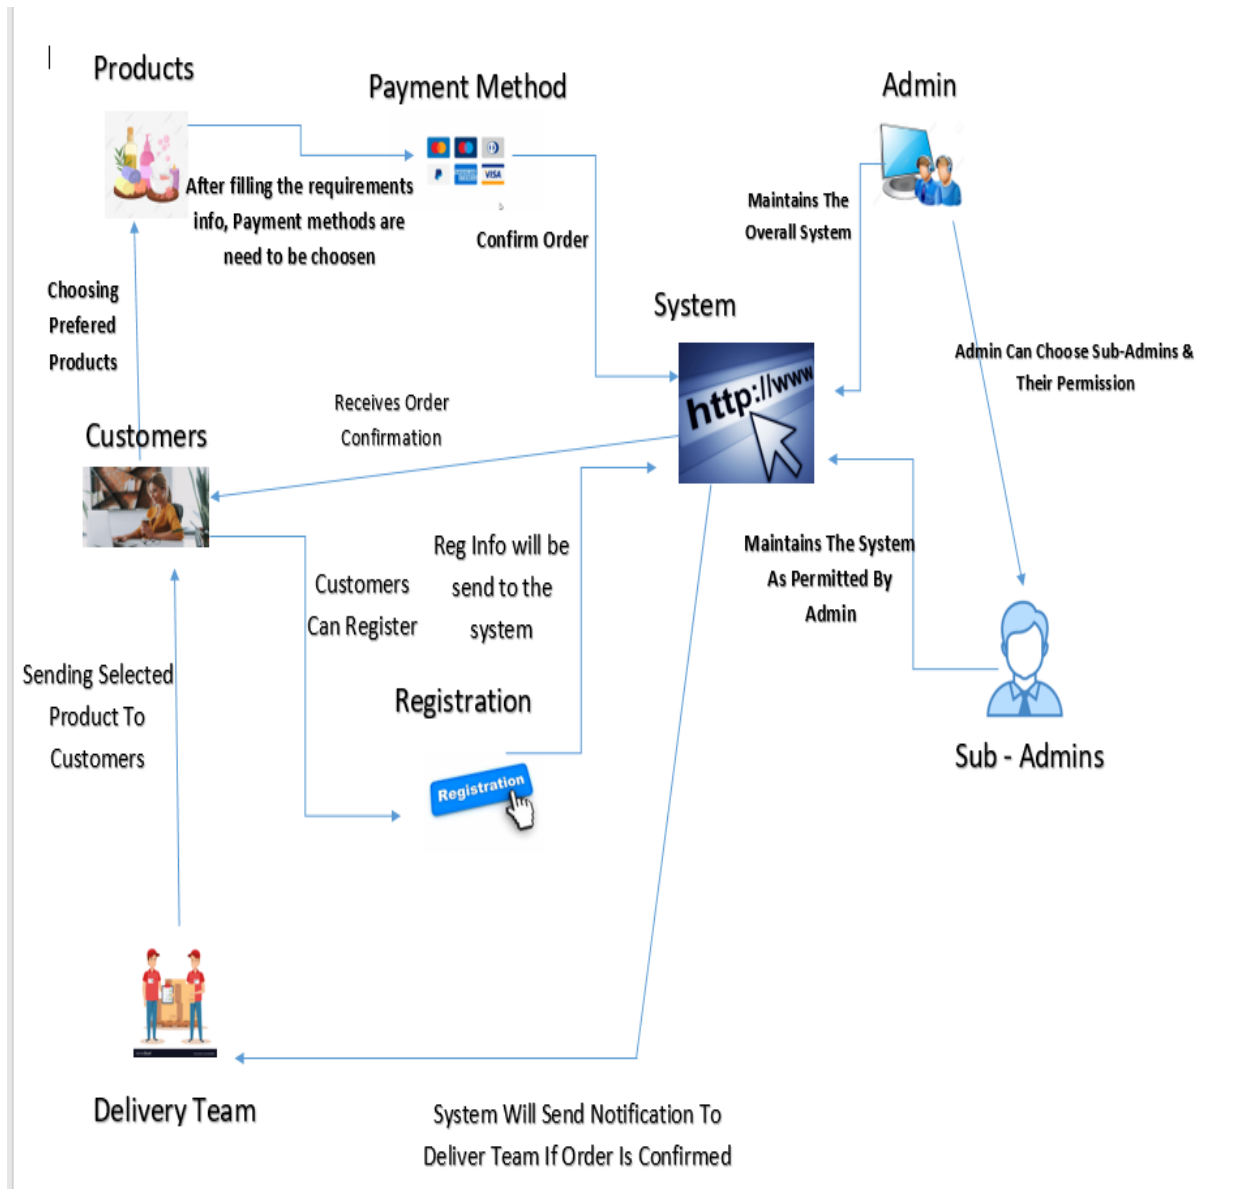 Products
Payment Method
Admin
VISA
After filling the requirements
info, Payment methods are
need to be choosen
Confirm Order
Maintains The
Overall System
Choosing
Prefered
Products
System
http://www
Admin Can Choose Sub-Admins &
Their Permission
Receives Order
Confirmation
Customers
Customers
Can Register
Reg Info will be
send to the
system
Maintains The System
As Permitted By
Admin
Sending Selected
Product To
Customers
Registration
Registration
Sub - Admins
Delivery Team
System Will Send Notification To
Deliver Team If Order Is Confirmed